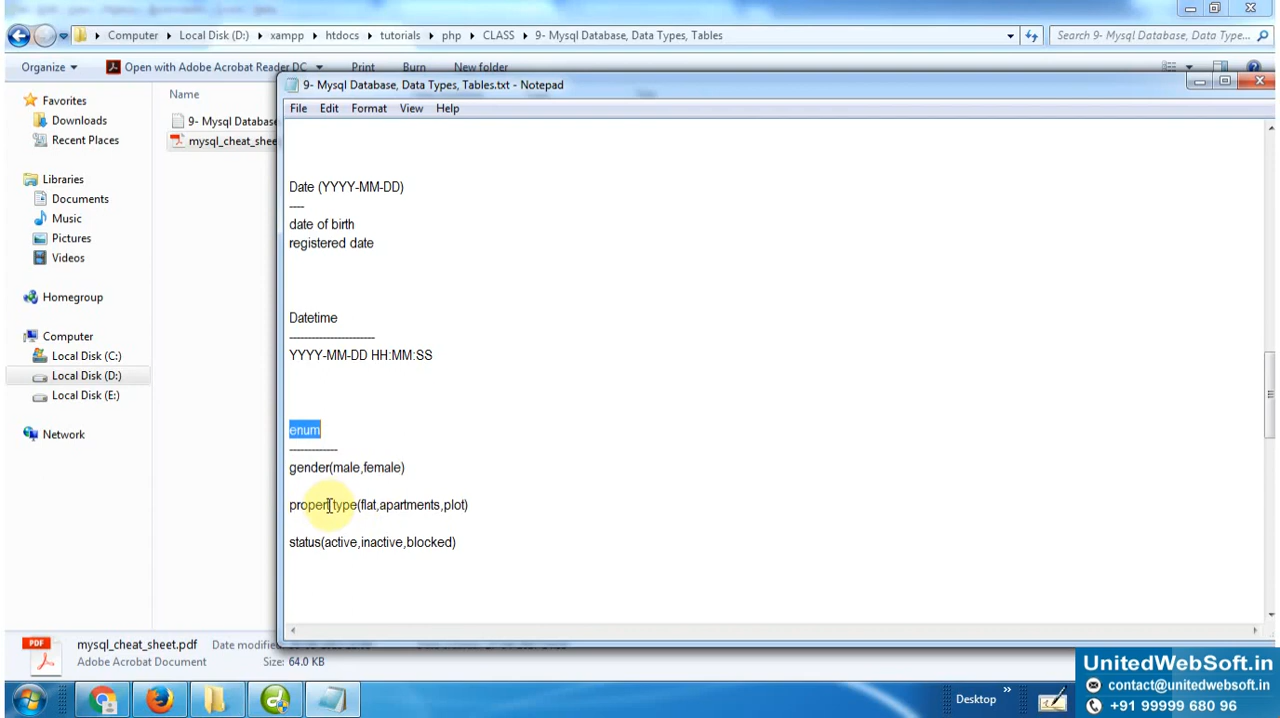 Computer Local Disk (D:) xampp htdocs tutorials php CLASS 9- Mysql Database, Data Types, Tables
Search 9- Mysql Database, Data Type...
Organize Open with Adobe Acrobat Reader DC Print Burn New folder
Favorites
Downloads
Recent Places
Libraries
Documents
Music
Pictures
Videos
Homegroup
Computer
Local Disk (C:)
Local Disk (D:)
Local Disk (E:)
Network
Name
9- Mysql Database
mysql_cheat_shee
9- Mysql Database, Data Types, Tables.txt - Notepad
File Edit Format View Help
Date (YYYY-MM-DD)
----
date of birth
registered date
Datetime
-----------------------
YYYY-MM-DD HH:MM:SS
enum
-------------
gender(male,female)
property type(flat,apartments,plot)
status(active,inactive,blocked)
mysql_cheat_sheet.pdf Date modified:
Adobe Acrobat Document Size: 64.0 KB
PDF
Desktop
UnitedWebSoft.in
contact@unitedwebsoft.in
+91 99999 680 96